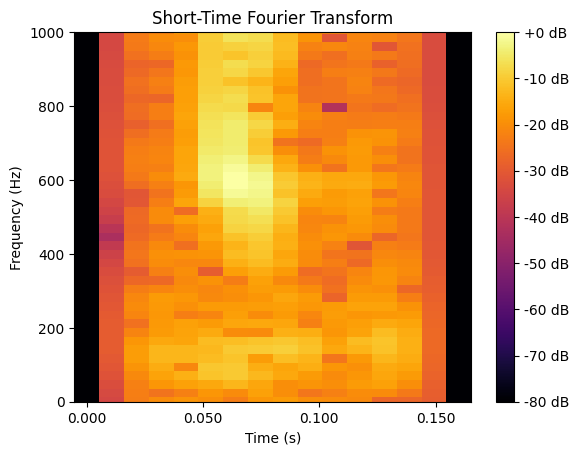 Short-Time Fourier Transform
1000
800
600
400
200
0
Frequency (Hz)
0.000
0.050
0.100
0.150
Time (s)
+0 dB
-10 dB
-20 dB
-30 dB
-40 dB
-50 dB
-60 dB
-70 dB
-80 dB